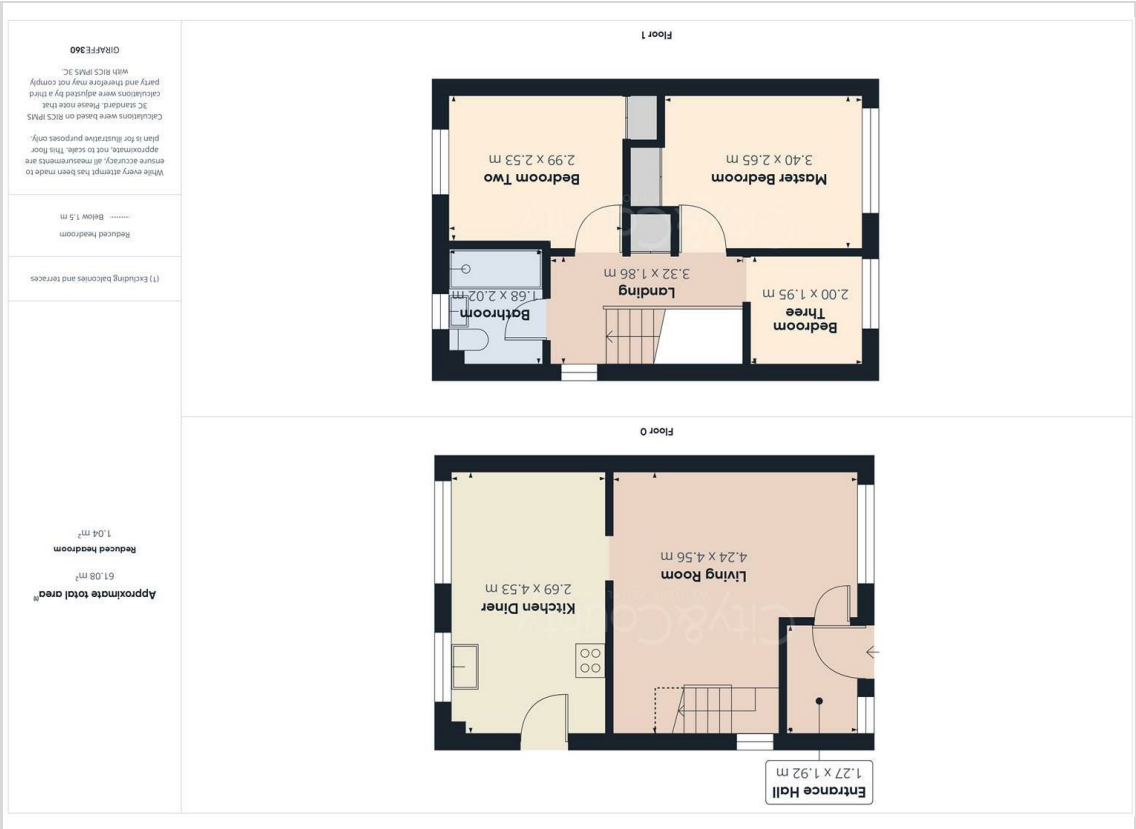 Entrance Hall
1.27 x 1.92 m
Living Room
4.24 x 4.56 m
Kitchen Diner
2.69 x 4.53 m
City&County
Floor 0
Bedroom
Three
2.00 x 1.95 m
Landing
3.32 x 1.86 m
Bathroom
1.68 x 2.02 m
Master Bedroom
3.40 x 2.65 m
Bedroom Two
2.99 x 2.53 m
Floor 1
Approximate total area(1)
61.08 m²
Reduced headroom
1.04 m²
(1) Excluding balconies and terraces
Reduced headroom
Below 1.5 m
While every attempt has been made to
ensure accuracy, all measurements are
approximate, not to scale. This floor
plan is for illustrative purposes only.
Calculations were based on RICS IPMS
3C standard. Please note that
calculations were adjusted by a third
party and therefore may not comply
with RICS IPMS 3C.
GIRAFFE360